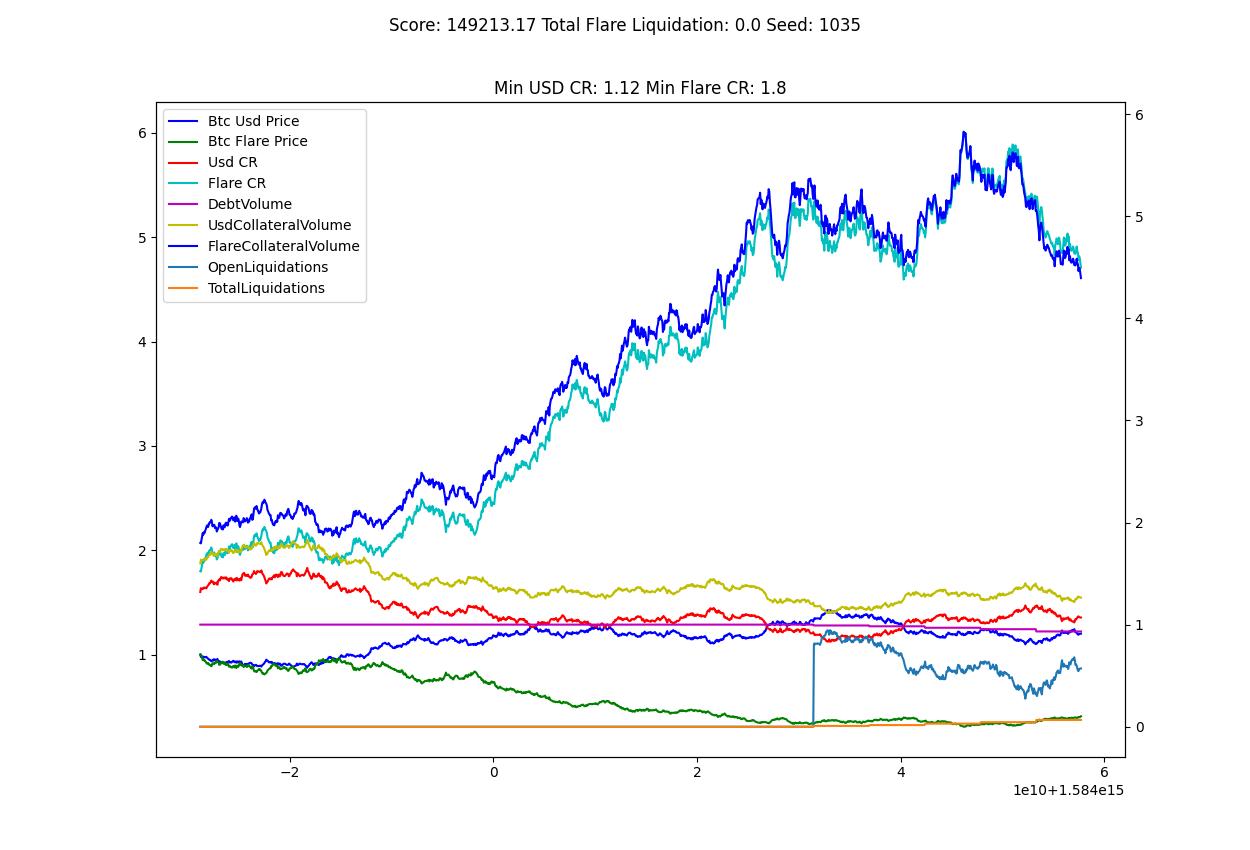 Score: 149213.17 Total Flare Liquidation: 0.0 Seed: 1035
Min USD CR: 1.12 Min Flare CR: 1.8
Btc Usd Price
Btc Flare Price
Usd CR
Flare CR
DebtVolume
UsdCollateralVolume
FlareCollateralVolume
OpenLiquidations
TotalLiquidations
6
5
4
3
2
1
6
5
4
3
2
1
0
−2 0 2 4 6
1e10+1.584e15